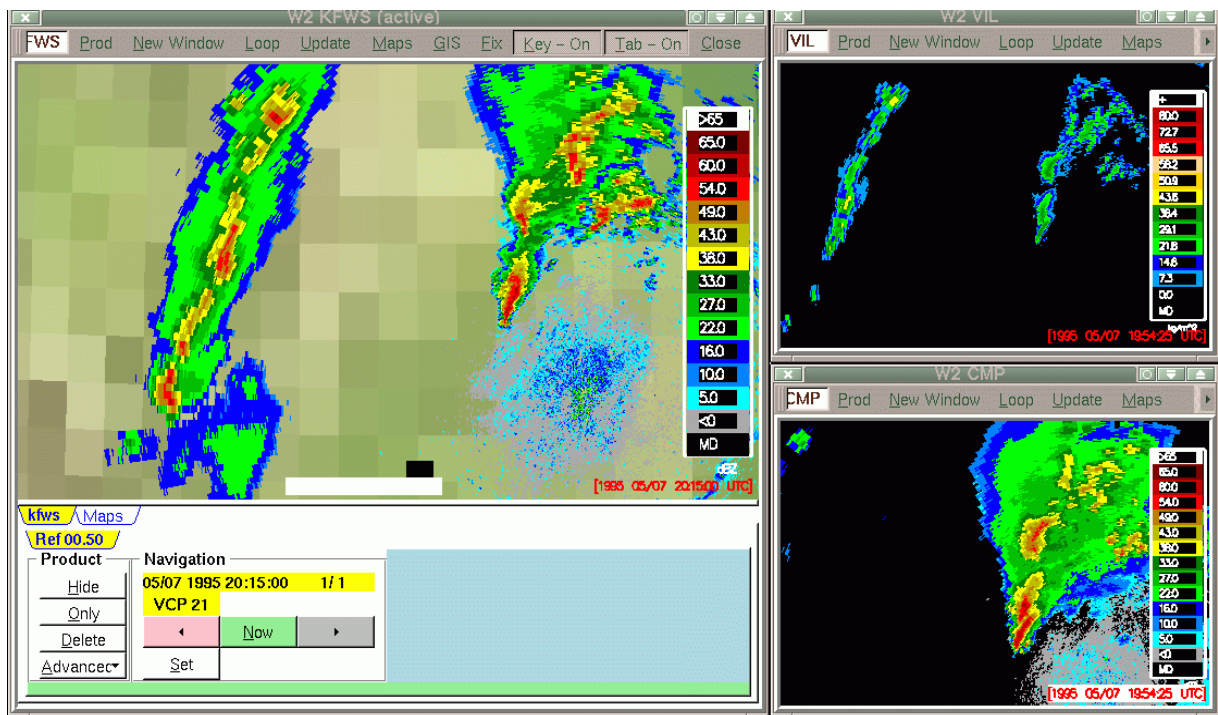 W2 KFWS (active)
FWS Prod New Window Loop Update Maps GIS Fix Key – On Tab – On Close
>65
65.0
60.0
54.0
49.0
43.0
38.0
33.0
27.0
22.0
16.0
10.0
5.0
<0
MD
dBZ
[1995 05/07 20:15:00 UTC]
kfws Maps
Ref 00.50
Product
Hide
Only
Delete
Advancec
Navigation
05/07 1995 20:15:00 1/ 1
VCP 21
Now
Set
W2 VIL
VIL Prod New Window Loop Update Maps
+
80.0
72.7
65.5
58.2
50.9
43.6
36.4
29.1
21.8
14.6
7.3
0.0
MD
kg/m^2
[1995 05/07 19:54:25 UTC]
W2 CMP
CMP Prod New Window Loop Update Maps
>65
65.0
60.0
54.0
49.0
43.0
38.0
33.0
27.0
22.0
16.0
10.0
5.0
<0
MD
[1995 05/07 19:54:25 UTC]